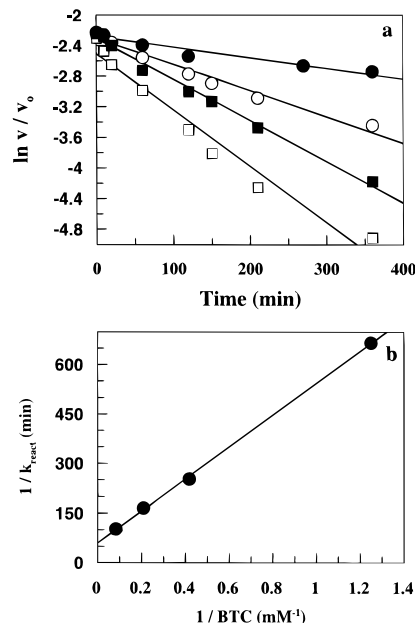 a
-2
-2.4
-2.8
-3.2
-3.6
-4
-4.4
-4.8
ln v / vo
0 100 200 300 400
Time (min)
b
600
450
300
150
0
1 / kreact (min)
0 0.2 0.4 0.6 0.8 1 1.2 1.4
1 / BTC (mM-1)